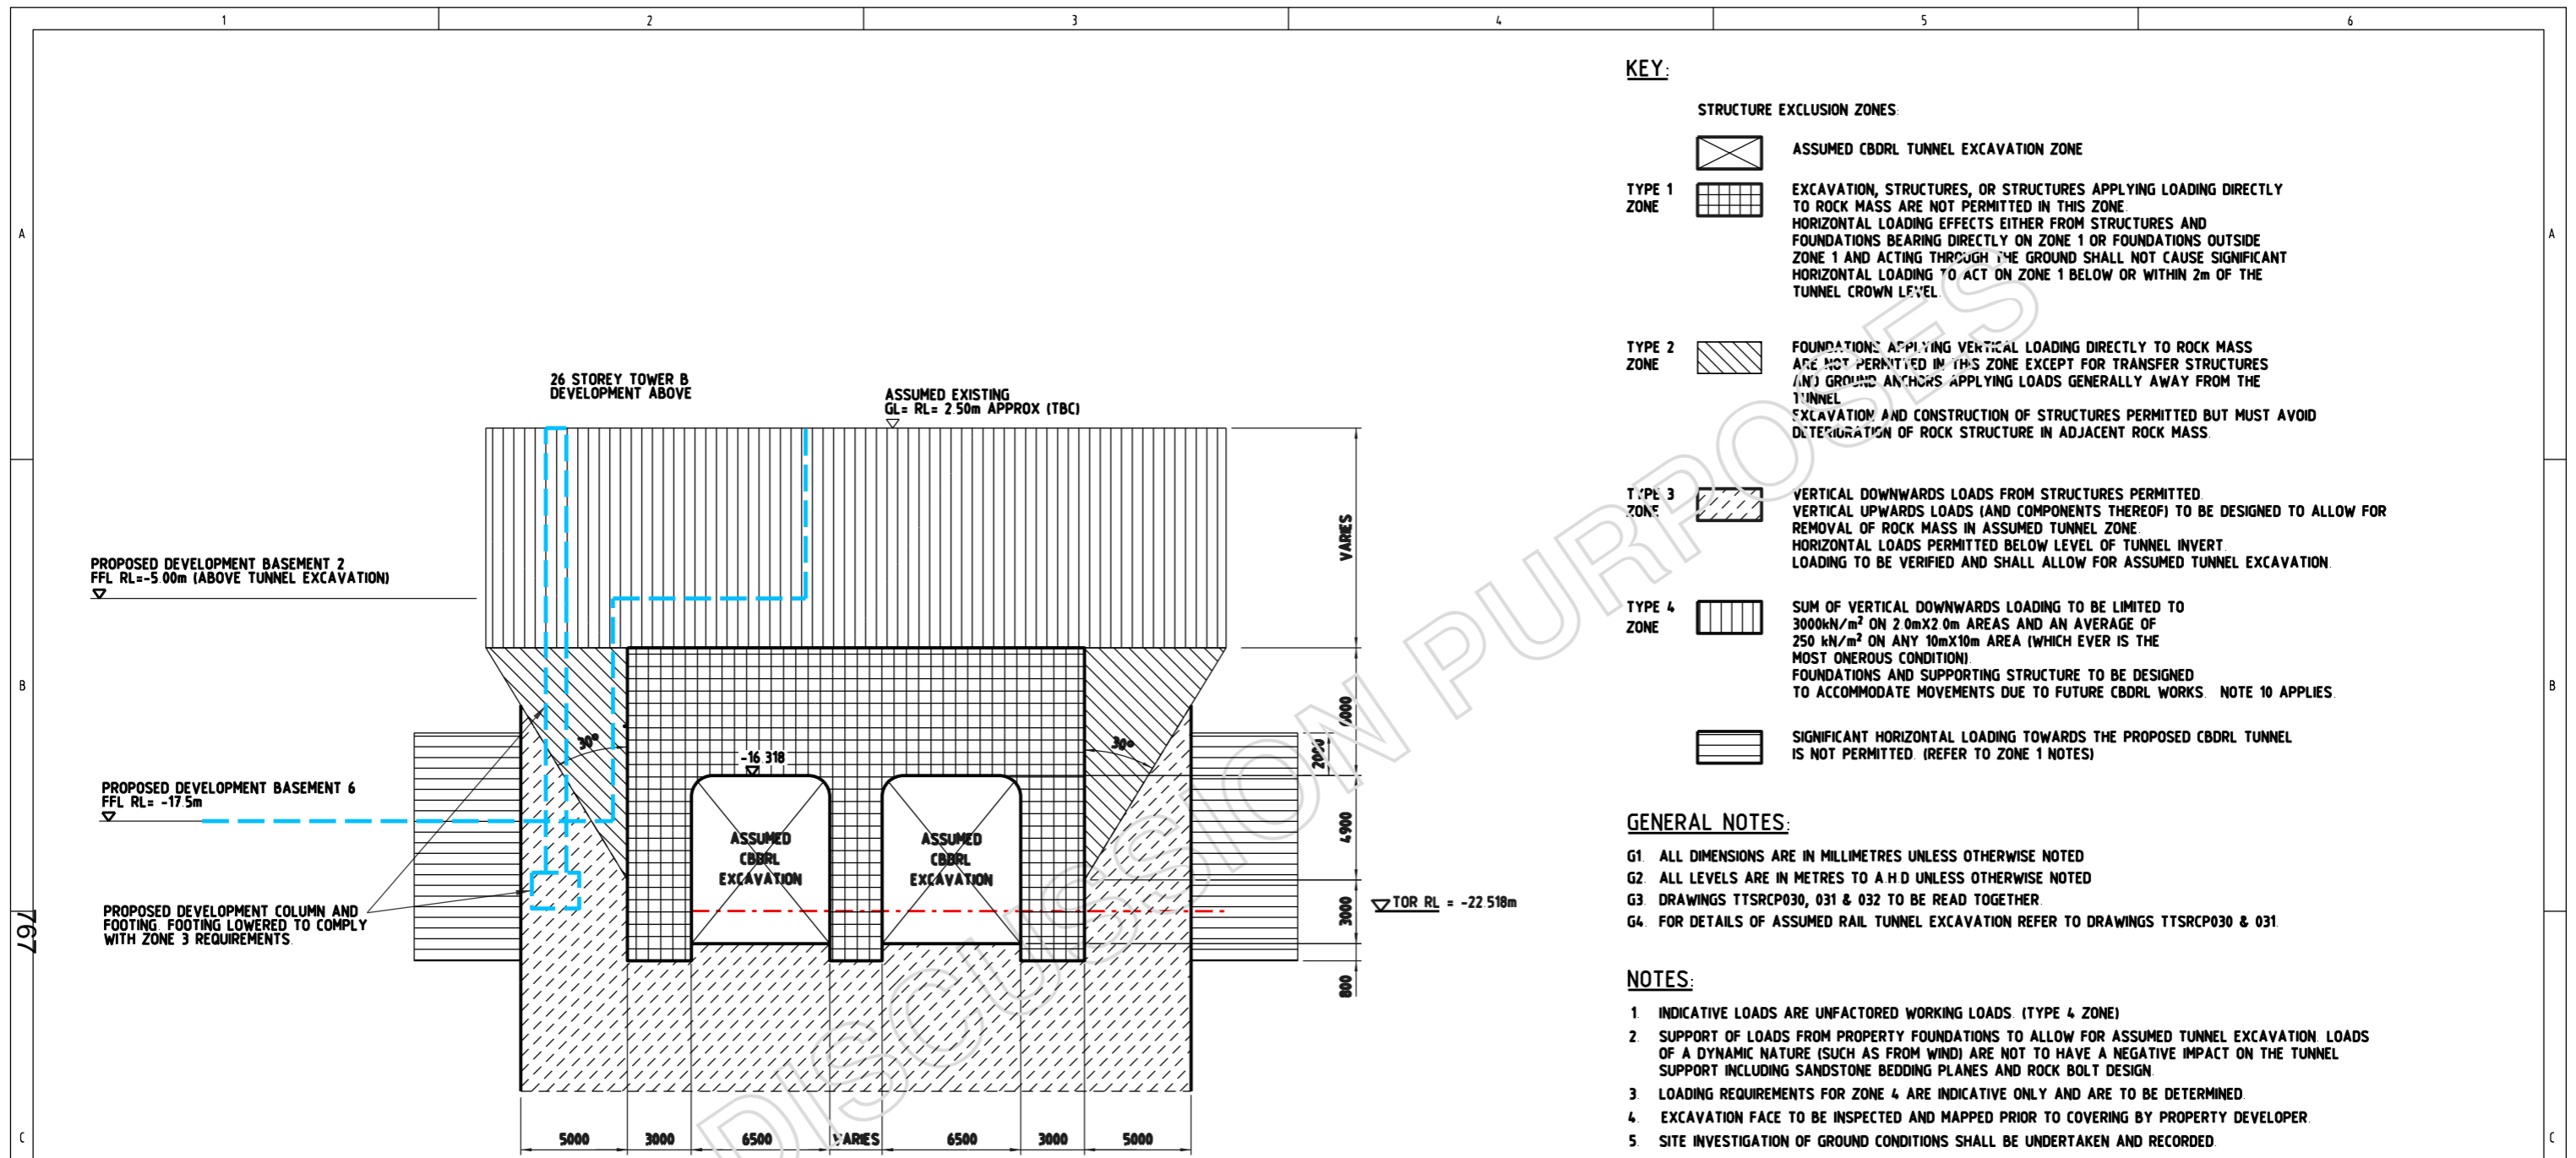 1 2 3 4 5 6
A
A
B
B
C
C
767
26 STOREY TOWER B
DEVELOPMENT ABOVE
ASSUMED EXISTING
GL= RL= 2.50m APPROX (TBC)
PROPOSED DEVELOPMENT BASEMENT 2
FFL RL=-5.00m (ABOVE TUNNEL EXCAVATION)
PROPOSED DEVELOPMENT BASEMENT 6
FFL RL= -17.5m
PROPOSED DEVELOPMENT COLUMN AND
FOOTING. FOOTING LOWERED TO COMPLY
WITH ZONE 3 REQUIREMENTS.
30°
30°
-16.318
ASSUMED
CBDRL
EXCAVATION
ASSUMED
CBDRL
EXCAVATION
VARIES
6000
2000
4900
3000
800
TOR RL = -22.518m
5000 3000 6500 VARIES 6500 3000 5000
DISCUSSION PURPOSES
KEY:
STRUCTURE EXCLUSION ZONES:
ASSUMED CBDRL TUNNEL EXCAVATION ZONE
TYPE 1
ZONE
EXCAVATION, STRUCTURES, OR STRUCTURES APPLYING LOADING DIRECTLY
TO ROCK MASS ARE NOT PERMITTED IN THIS ZONE.
HORIZONTAL LOADING EFFECTS EITHER FROM STRUCTURES AND
FOUNDATIONS BEARING DIRECTLY ON ZONE 1 OR FOUNDATIONS OUTSIDE
ZONE 1 AND ACTING THROUGH THE GROUND SHALL NOT CAUSE SIGNIFICANT
HORIZONTAL LOADING TO ACT ON ZONE 1 BELOW OR WITHIN 2m OF THE
TUNNEL CROWN LEVEL.
TYPE 2
ZONE
FOUNDATIONS APPLYING VERTICAL LOADING DIRECTLY TO ROCK MASS
ARE NOT PERMITTED IN THIS ZONE EXCEPT FOR TRANSFER STRUCTURES
AND GROUND ANCHORS APPLYING LOADS GENERALLY AWAY FROM THE
TUNNEL
EXCAVATION AND CONSTRUCTION OF STRUCTURES PERMITTED BUT MUST AVOID
DETERIORATION OF ROCK STRUCTURE IN ADJACENT ROCK MASS.
TYPE 3
ZONE
VERTICAL DOWNWARDS LOADS FROM STRUCTURES PERMITTED.
VERTICAL UPWARDS LOADS (AND COMPONENTS THEREOF) TO BE DESIGNED TO ALLOW FOR
REMOVAL OF ROCK MASS IN ASSUMED TUNNEL ZONE.
HORIZONTAL LOADS PERMITTED BELOW LEVEL OF TUNNEL INVERT.
LOADING TO BE VERIFIED AND SHALL ALLOW FOR ASSUMED TUNNEL EXCAVATION.
TYPE 4
ZONE
SUM OF VERTICAL DOWNWARDS LOADING TO BE LIMITED TO
3000kN/m² ON 2.0mX2.0m AREAS AND AN AVERAGE OF
250 kN/m² ON ANY 10mX10m AREA (WHICH EVER IS THE
MOST ONEROUS CONDITION).
FOUNDATIONS AND SUPPORTING STRUCTURE TO BE DESIGNED
TO ACCOMMODATE MOVEMENTS DUE TO FUTURE CBDRL WORKS. NOTE 10 APPLIES.
SIGNIFICANT HORIZONTAL LOADING TOWARDS THE PROPOSED CBDRL TUNNEL
IS NOT PERMITTED. (REFER TO ZONE 1 NOTES)
GENERAL NOTES:
G1. ALL DIMENSIONS ARE IN MILLIMETRES UNLESS OTHERWISE NOTED
G2. ALL LEVELS ARE IN METRES TO A.H.D UNLESS OTHERWISE NOTED
G3. DRAWINGS TTSRCP030, 031 & 032 TO BE READ TOGETHER.
G4. FOR DETAILS OF ASSUMED RAIL TUNNEL EXCAVATION REFER TO DRAWINGS TTSRCP030 & 031.
NOTES:
1. INDICATIVE LOADS ARE UNFACTORED WORKING LOADS. (TYPE 4 ZONE)
2. SUPPORT OF LOADS FROM PROPERTY FOUNDATIONS TO ALLOW FOR ASSUMED TUNNEL EXCAVATION. LOADS
OF A DYNAMIC NATURE (SUCH AS FROM WIND) ARE NOT TO HAVE A NEGATIVE IMPACT ON THE TUNNEL
SUPPORT INCLUDING SANDSTONE BEDDING PLANES AND ROCK BOLT DESIGN.
3. LOADING REQUIREMENTS FOR ZONE 4 ARE INDICATIVE ONLY AND ARE TO BE DETERMINED.
4. EXCAVATION FACE TO BE INSPECTED AND MAPPED PRIOR TO COVERING BY PROPERTY DEVELOPER.
5. SITE INVESTIGATION OF GROUND CONDITIONS SHALL BE UNDERTAKEN AND RECORDED.